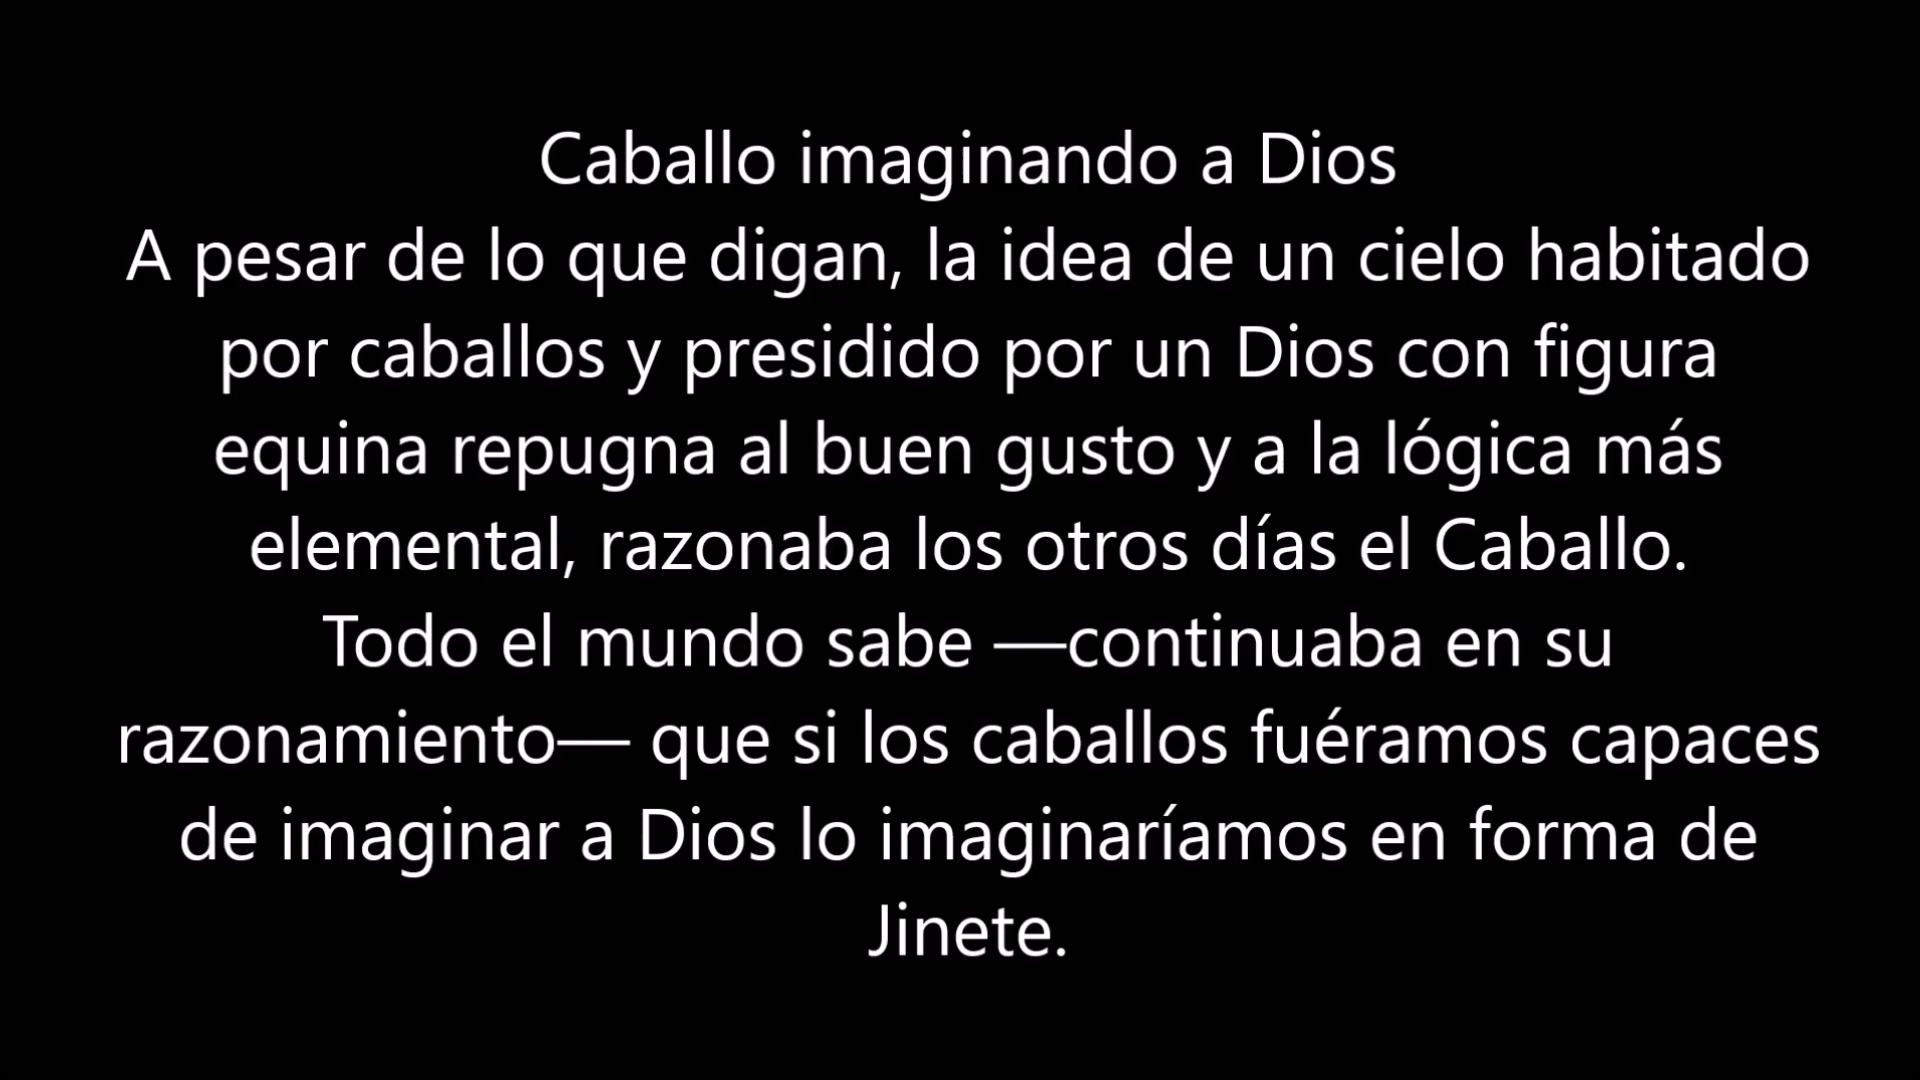 Caballo imaginando a Dios
A pesar de lo que digan, la idea de un cielo habitado
por caballos y presidido por un Dios con figura
equina repugna al buen gusto y a la lógica más
elemental, razonaba los otros días el Caballo.
Todo el mundo sabe —continuaba en su
razonamiento— que si los caballos fuéramos capaces
de imaginar a Dios lo imaginaríamos en forma de
Jinete.